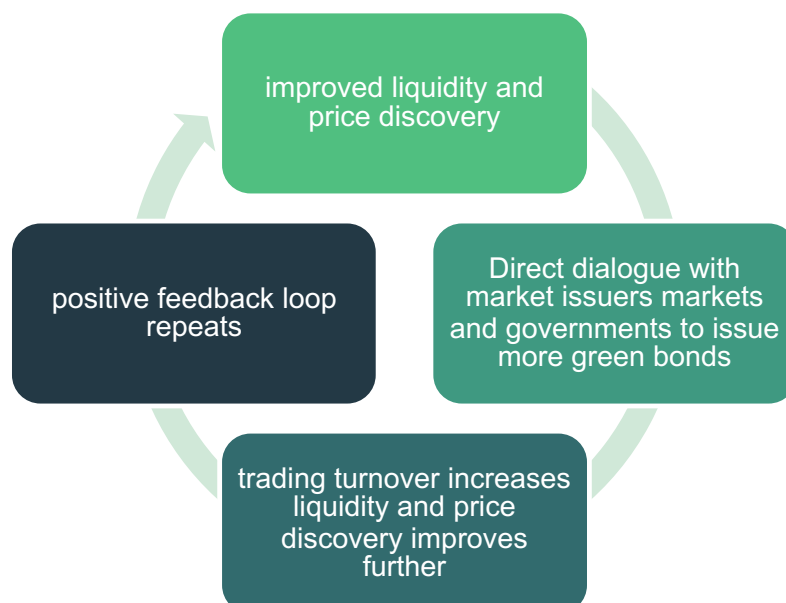 improved liquidity and
price discovery
Direct dialogue with
market issuers markets
and governments to issue
more green bonds
trading turnover increases
liquidity and price
discovery improves
further
positive feedback loop
repeats